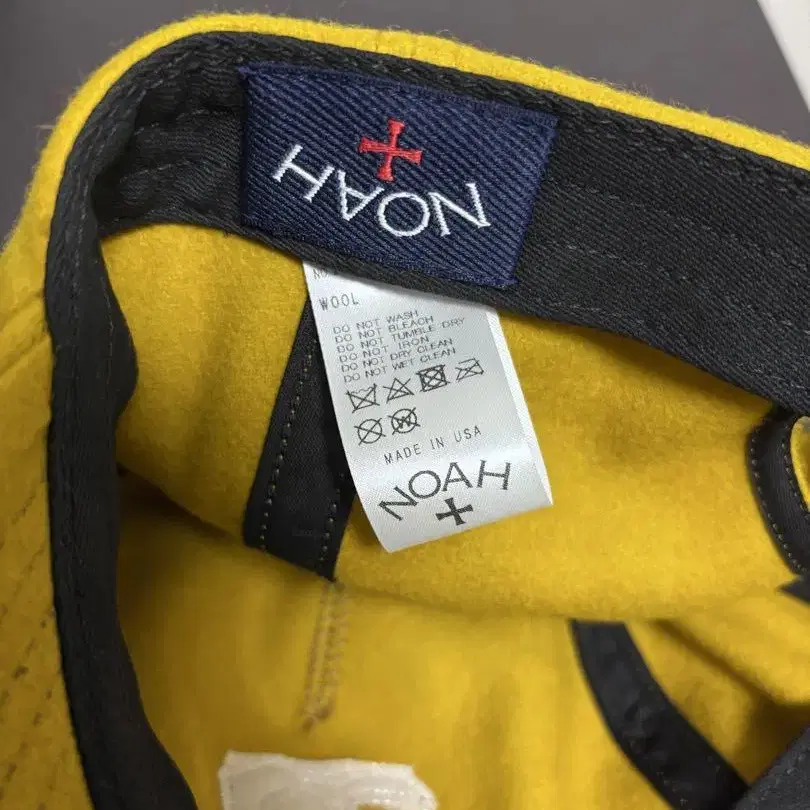 NOAH
WOOL
DO NOT WASH
DO NOT BLEACH
DO NOT TUMBLE DRY
DO NOT IRON
DO NOT DRY CLEAN
DO NOT WET CLEAN
MADE IN USA
NOAH